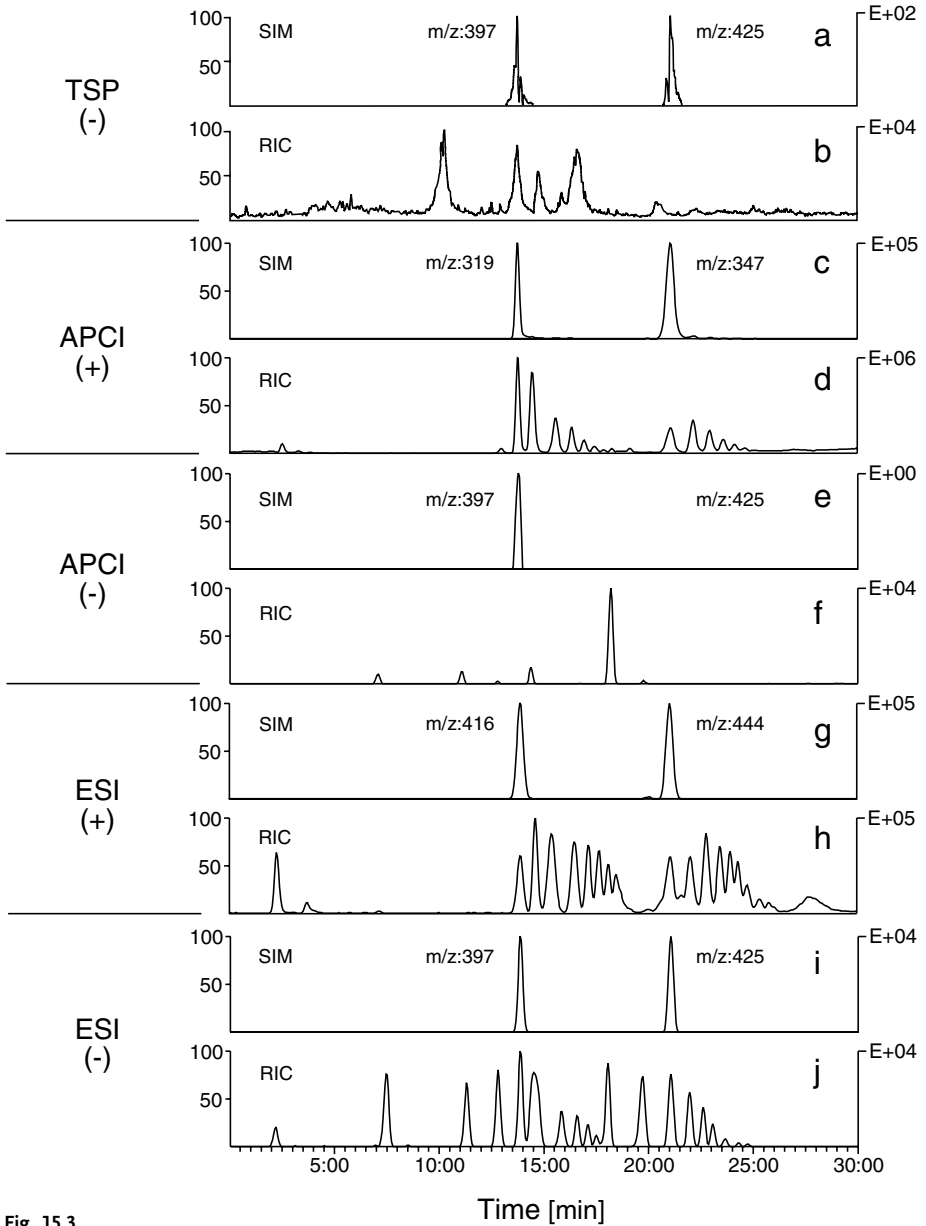 100 SIM m/z:397 m/z:425 a E+02
50
TSP
(-)
100 RIC b E+04
50
100 SIM m/z:319 m/z:347 c E+05
50
APCI
(+)
100 RIC d E+06
50
100 SIM m/z:397 m/z:425 e E+00
50
APCI
(-)
100 RIC f E+04
50
100 SIM m/z:416 m/z:444 g E+05
50
ESI
(+)
100 RIC h E+05
50
100 SIM m/z:397 m/z:425 i E+04
50
ESI
(-)
100 RIC j E+04
50
5:00 10:00 15:00 20:00 25:00 30:00
Time [min]
Fig. 15.3